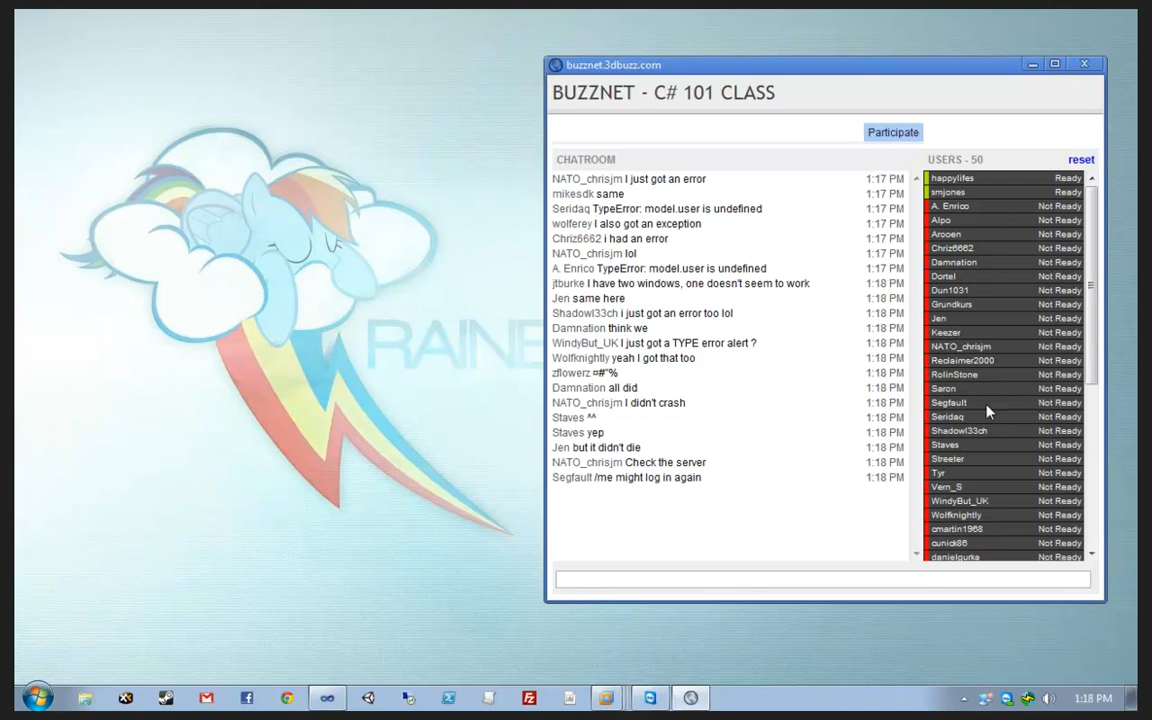 buzznet.3dbuzz.com
BUZZNET - C# 101 CLASS
Participate
CHATROOM
USERS - 50 reset
NATO_chrisjm I just got an error 1:17 PM
mikesdk same 1:17 PM
Seridaq TypeError: model.user is undefined 1:17 PM
wolferey I also got an exception 1:17 PM
Chriz6662 i had an error 1:17 PM
NATO_chrisjm lol 1:17 PM
A. Enrico TypeError: model.user is undefined 1:17 PM
jtburke I have two windows, one doesn't seem to work 1:18 PM
Jen same here 1:18 PM
Shadowl33ch i just got an error too lol 1:18 PM
Damnation think we 1:18 PM
WindyBut_UK I just got a TYPE error alert ? 1:18 PM
Wolfknightly yeah I got that too 1:18 PM
zflowerz ¤#"% 1:18 PM
Damnation all did 1:18 PM
NATO_chrisjm I didn't crash 1:18 PM
Staves ^^ 1:18 PM
Staves yep 1:18 PM
Jen but it didn't die 1:18 PM
NATO_chrisjm Check the server 1:18 PM
Segfault /me might log in again 1:18 PM
happylifes Ready
smjones Ready
A. Enrico Not Ready
Alpo Not Ready
Arooen Not Ready
Chriz6662 Not Ready
Damnation Not Ready
Dortel Not Ready
Dun1031 Not Ready
Grundkurs Not Ready
Jen Not Ready
Keezer Not Ready
NATO_chrisjm Not Ready
Reclaimer2000 Not Ready
RolinStone Not Ready
Saron Not Ready
Segfault Not Ready
Seridaq Not Ready
Shadowl33ch Not Ready
Staves Not Ready
Streeter Not Ready
Tyr Not Ready
Vern_S Not Ready
WindyBut_UK Not Ready
Wolfknightly Not Ready
cmartin1968 Not Ready
cunick86 Not Ready
danielgurka Not Ready
RAINB
1:18 PM